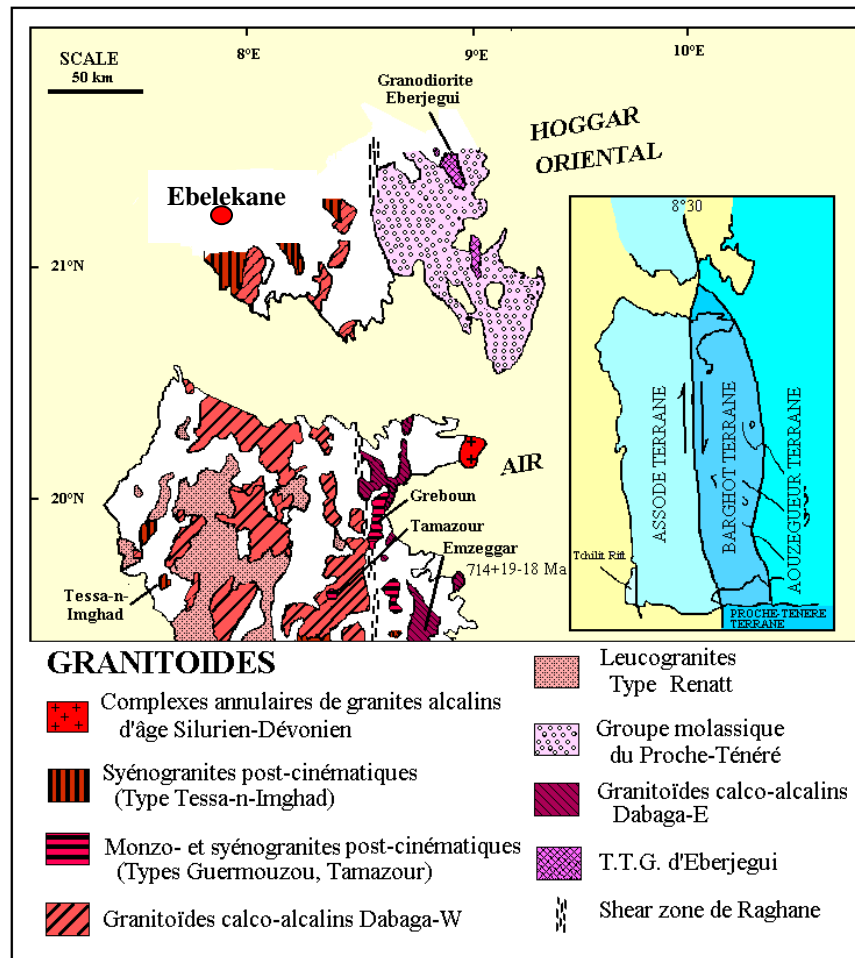 SCALE
50 km
8°E
9°E
10°E
Granodiorite
Eberjegui
HOGGAR
ORIENTAL
Ebelekane
21°N
8°30
ASSODE TERRANE
BARGHOT TERRANE
AOUZEGUEUR TERRANE
Tchilit Rift
PROCHE-TENERE
TERRANE
AIR
20°N
Greboun
Tamazour
Emzeggar
714+19-18 Ma
Tessa-n-
Imghad
GRANITOIDES
Complexes annulaires de granites alcalins
d'âge Silurien-Dévonien
Syénogranites post-cinématiques
(Type Tessa-n-Imghad)
Monzo- et syénogranites post-cinématiques
(Types Guermouzou, Tamazour)
Granitoïdes calco-alcalins Dabaga-W
Leucogranites
Type Renatt
Groupe molassique
du Proche-Ténéré
Granitoïdes calco-alcalins
Dabaga-E
T.T.G. d'Eberjegui
Shear zone de Raghane